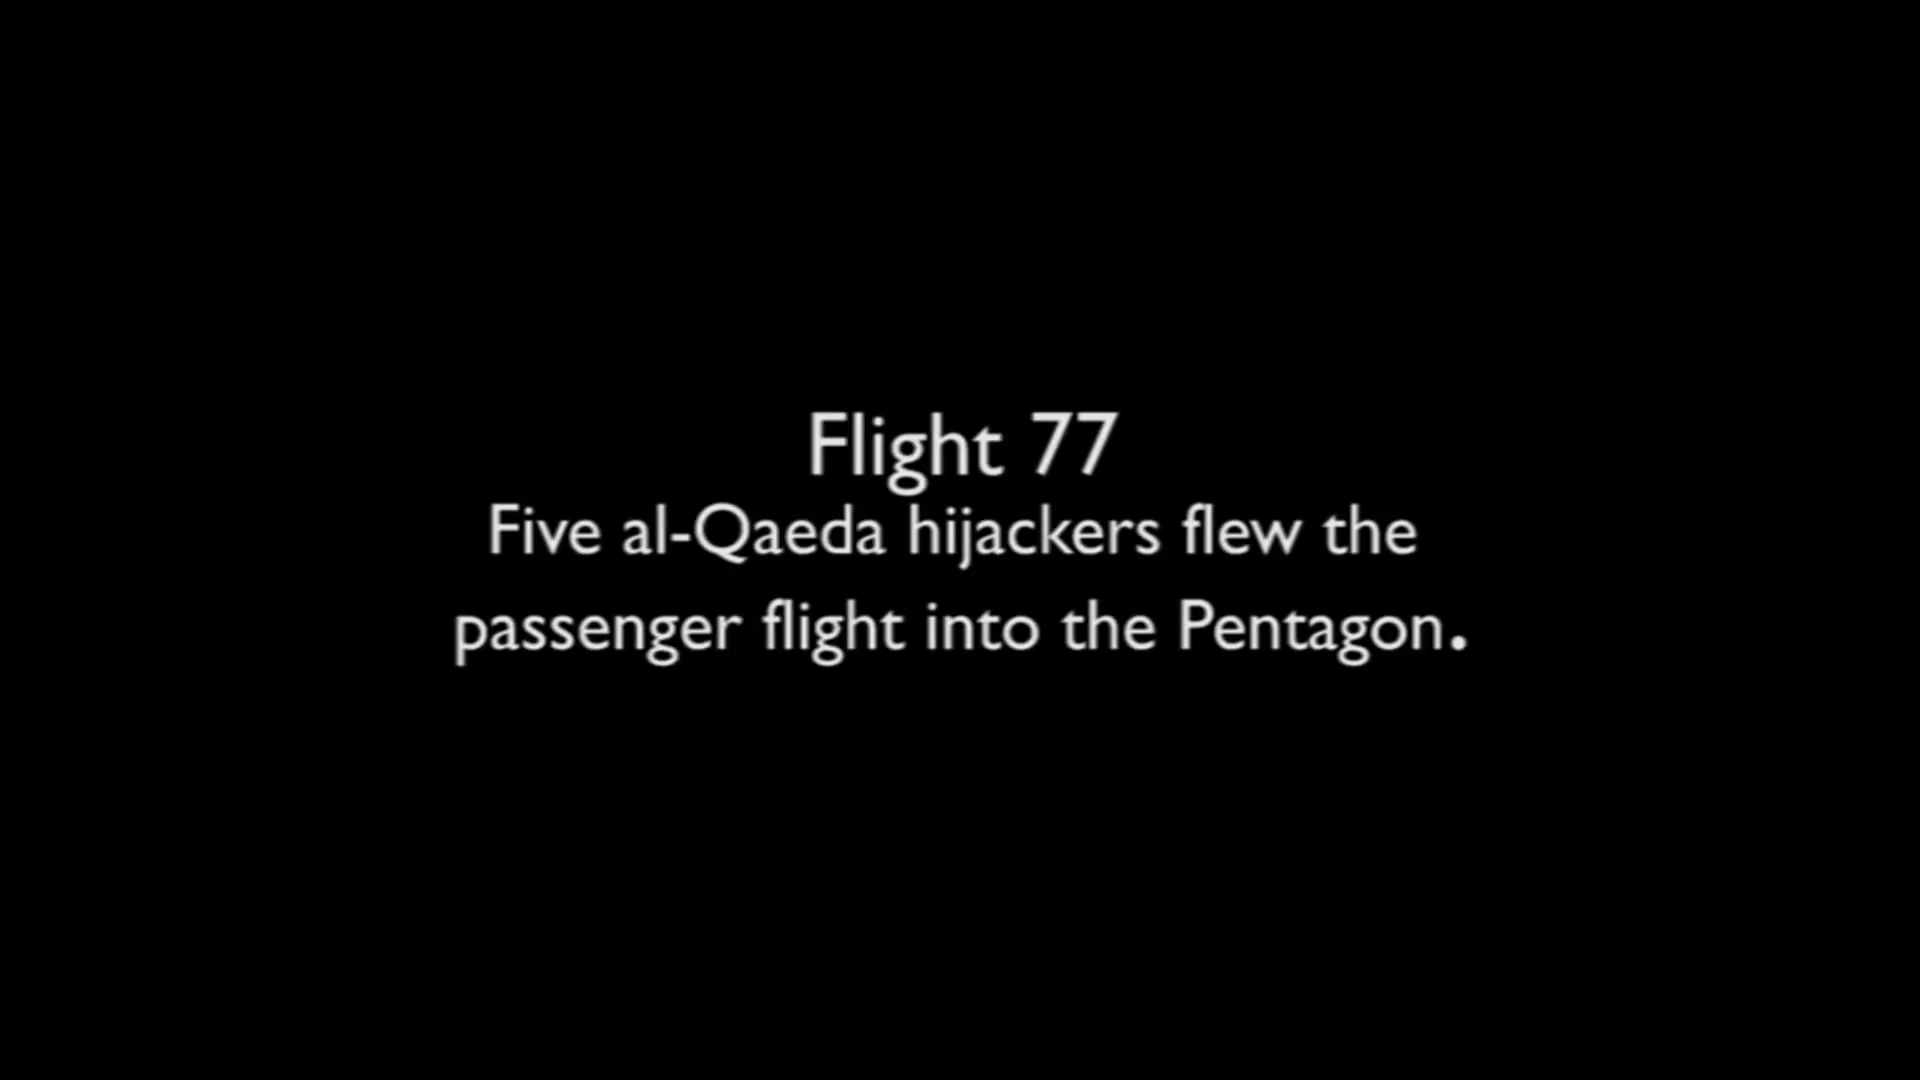 Flight 77
Five al-Qaeda hijackers flew the
passenger flight into the Pentagon.